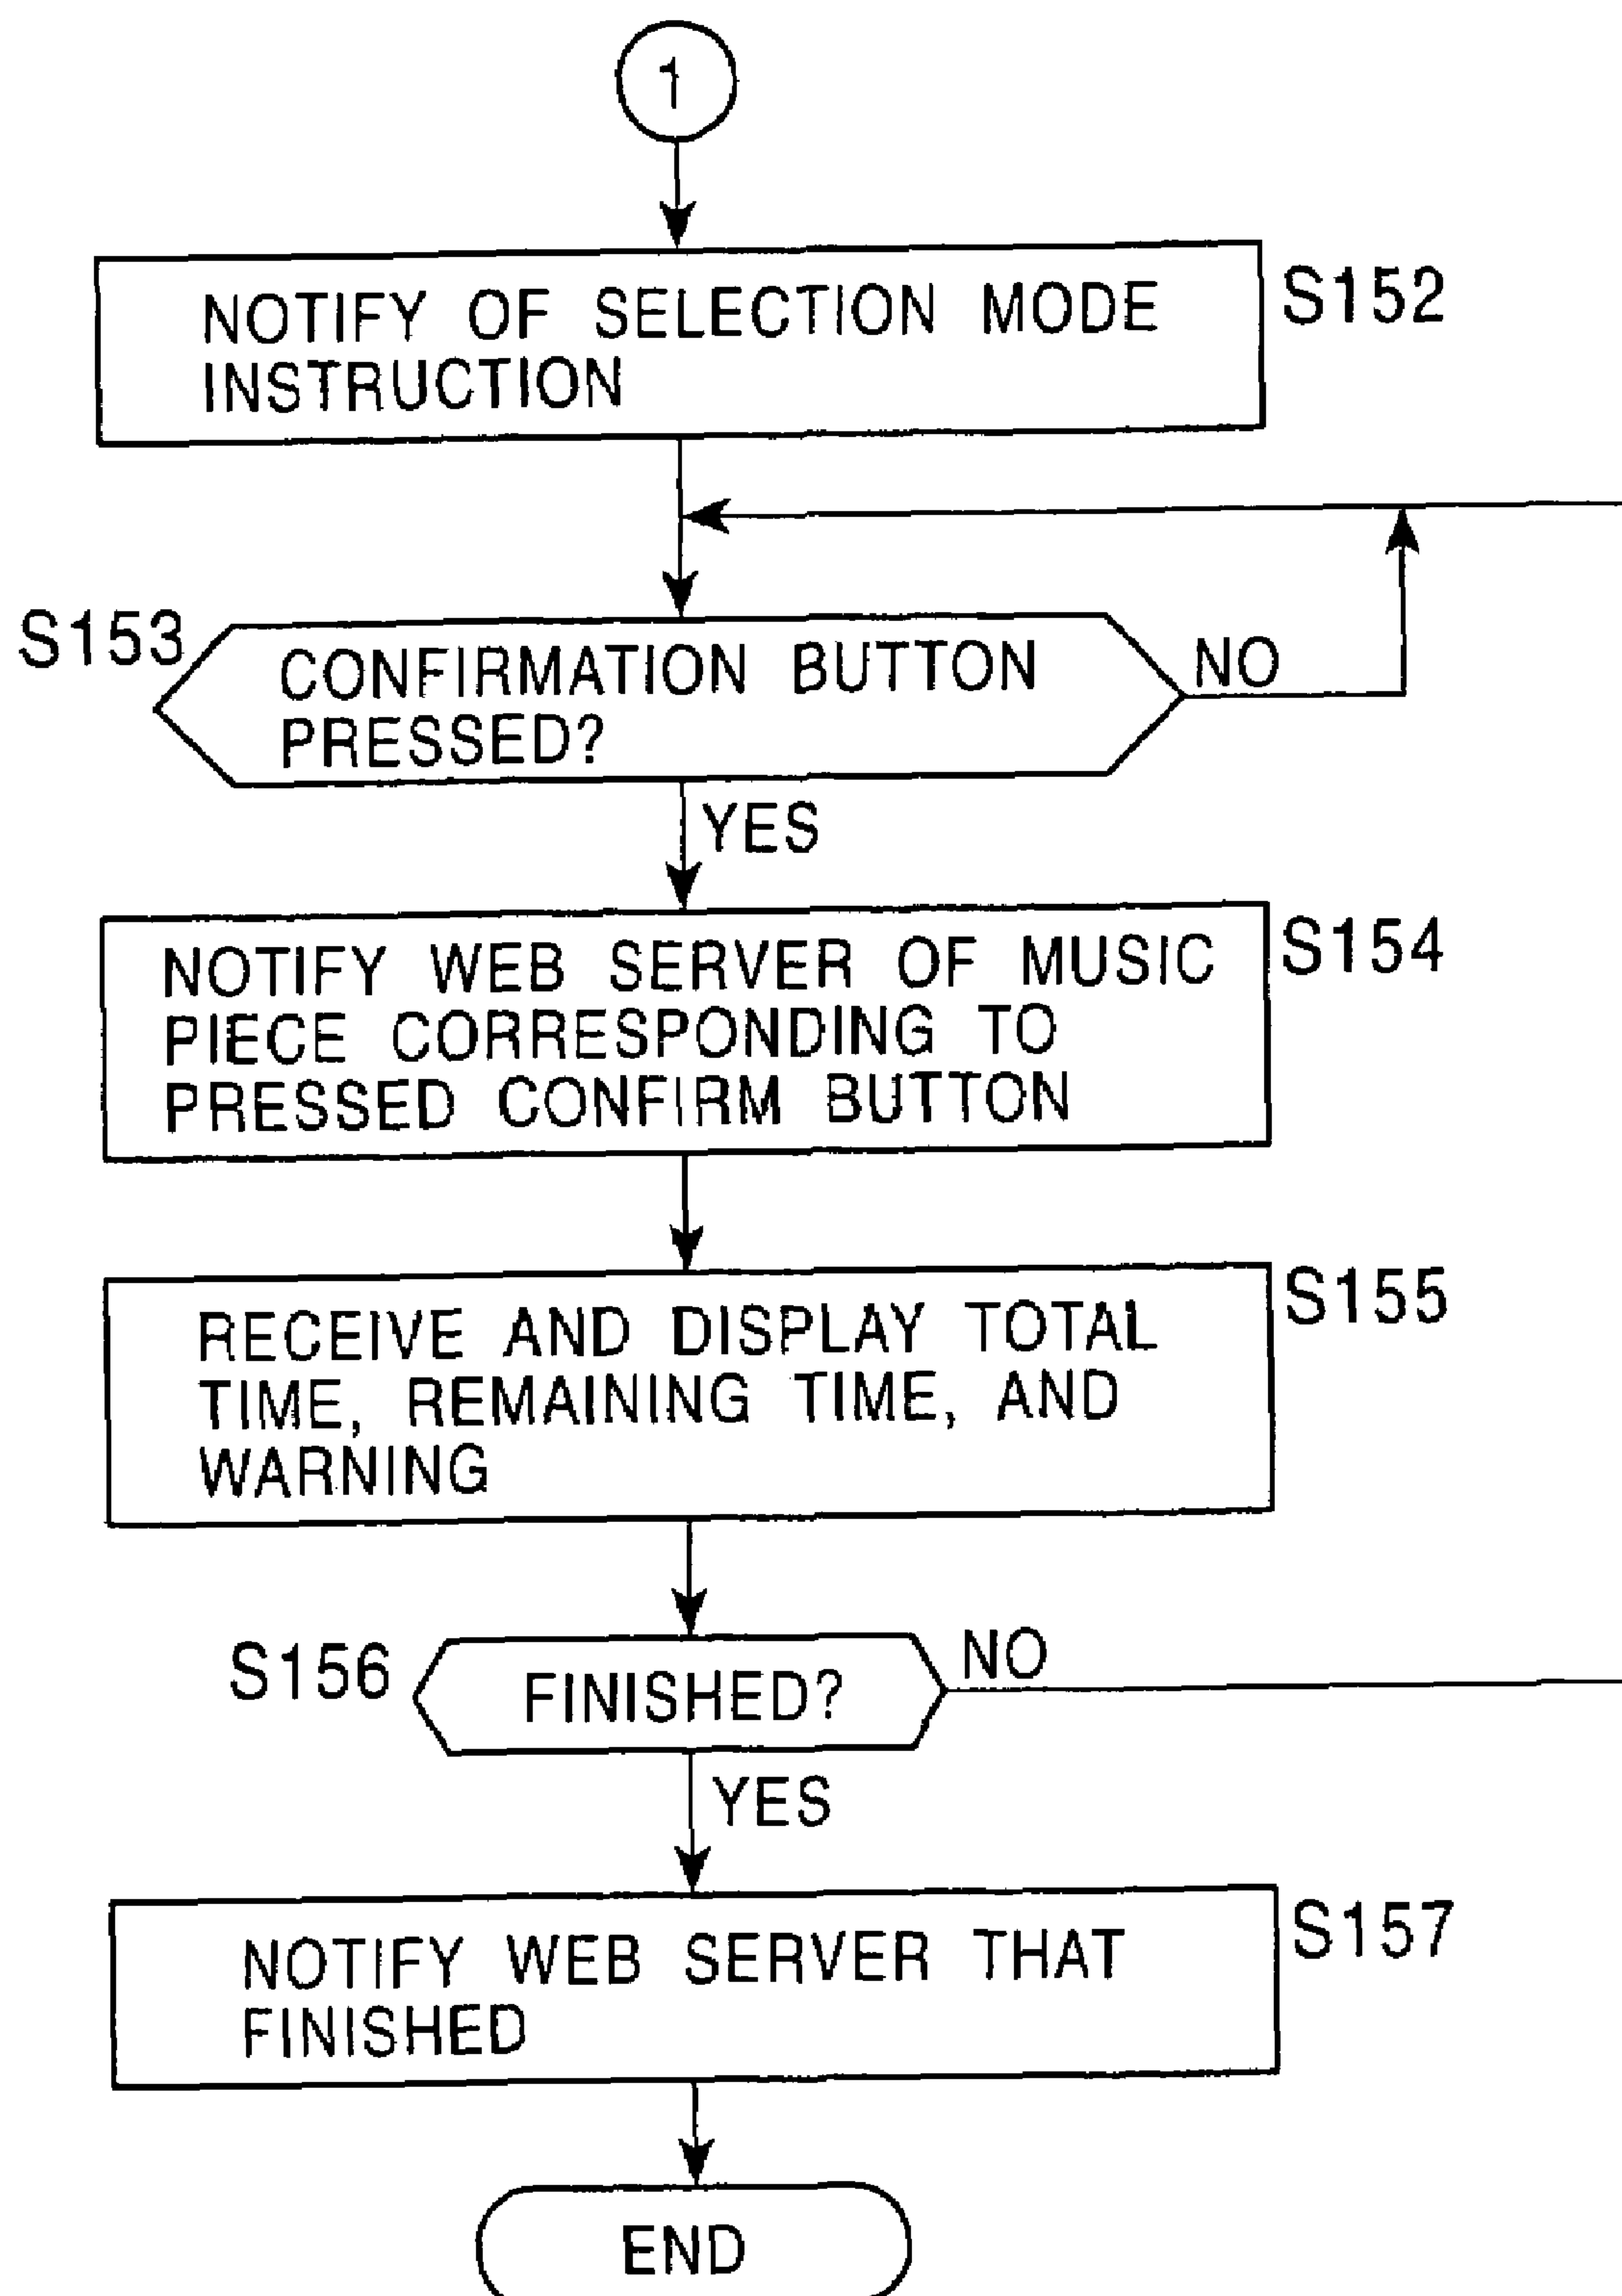 1
NOTIFY OF SELECTION MODE
INSTRUCTION
S152
S153
CONFIRMATION BUTTON
PRESSED?
NO
YES
NOTIFY WEB SERVER OF MUSIC
PIECE CORRESPONDING TO
PRESSED CONFIRM BUTTON
S154
RECEIVE AND DISPLAY TOTAL
TIME, REMAINING TIME, AND
WARNING
S155
S156
FINISHED?
NO
YES
NOTIFY WEB SERVER THAT
FINISHED
S157
END